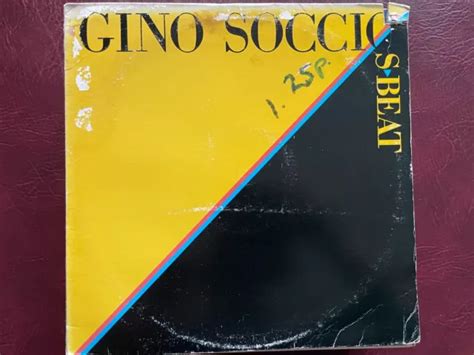 GINO SOCCIO
S-BEAT
1.25P.